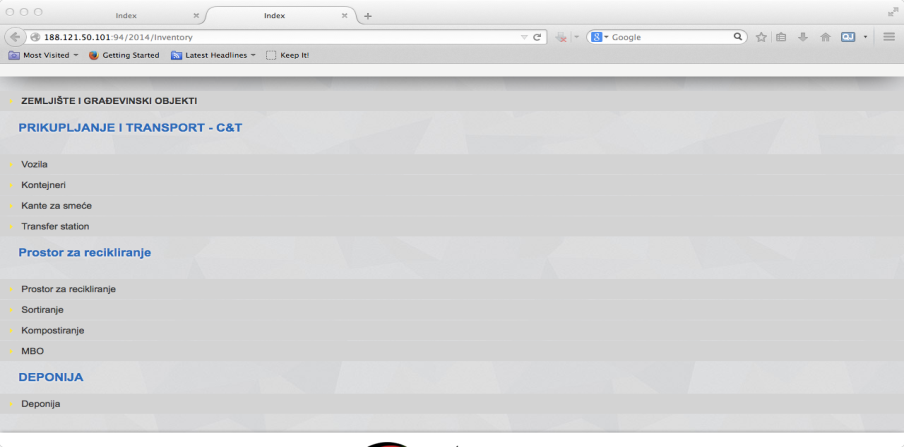 Index
Index
188.121.50.101:94/2014/Inventory
Google
Most Visited
Getting Started
Latest Headlines
Keep It!
ZEMLJIŠTE I GRAĐEVINSKI OBJEKTI
PRIKUPLJANJE I TRANSPORT - C&T
Vozila
Kontejneri
Kante za smeće
Transfer station
Prostor za recikliranje
Prostor za recikliranje
Sortiranje
Kompostiranje
MBO
DEPONIJA
Deponija